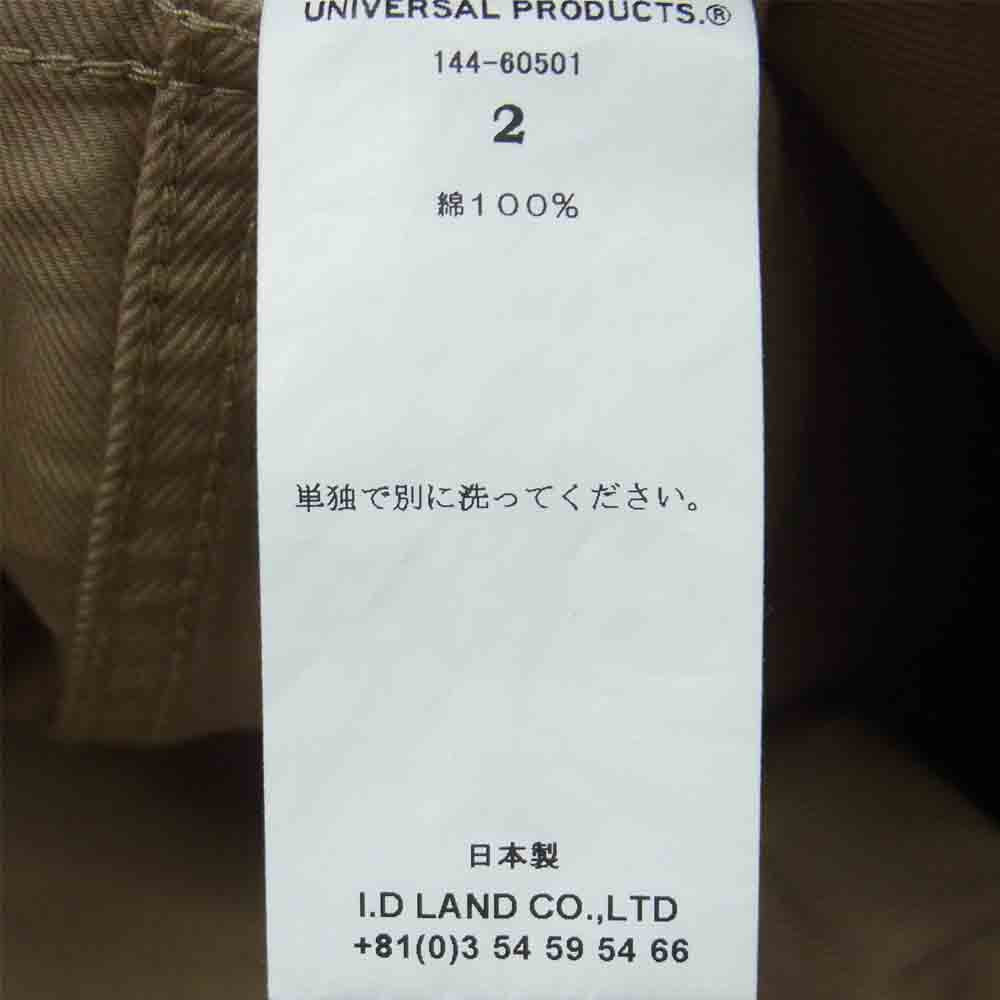 UNIVERSAL PRODUCTS.®
144-60501
2
綿100%
単独で別に洗ってください。
日本製
I.D LAND CO.,LTD
+81(0)3 54 59 54 66